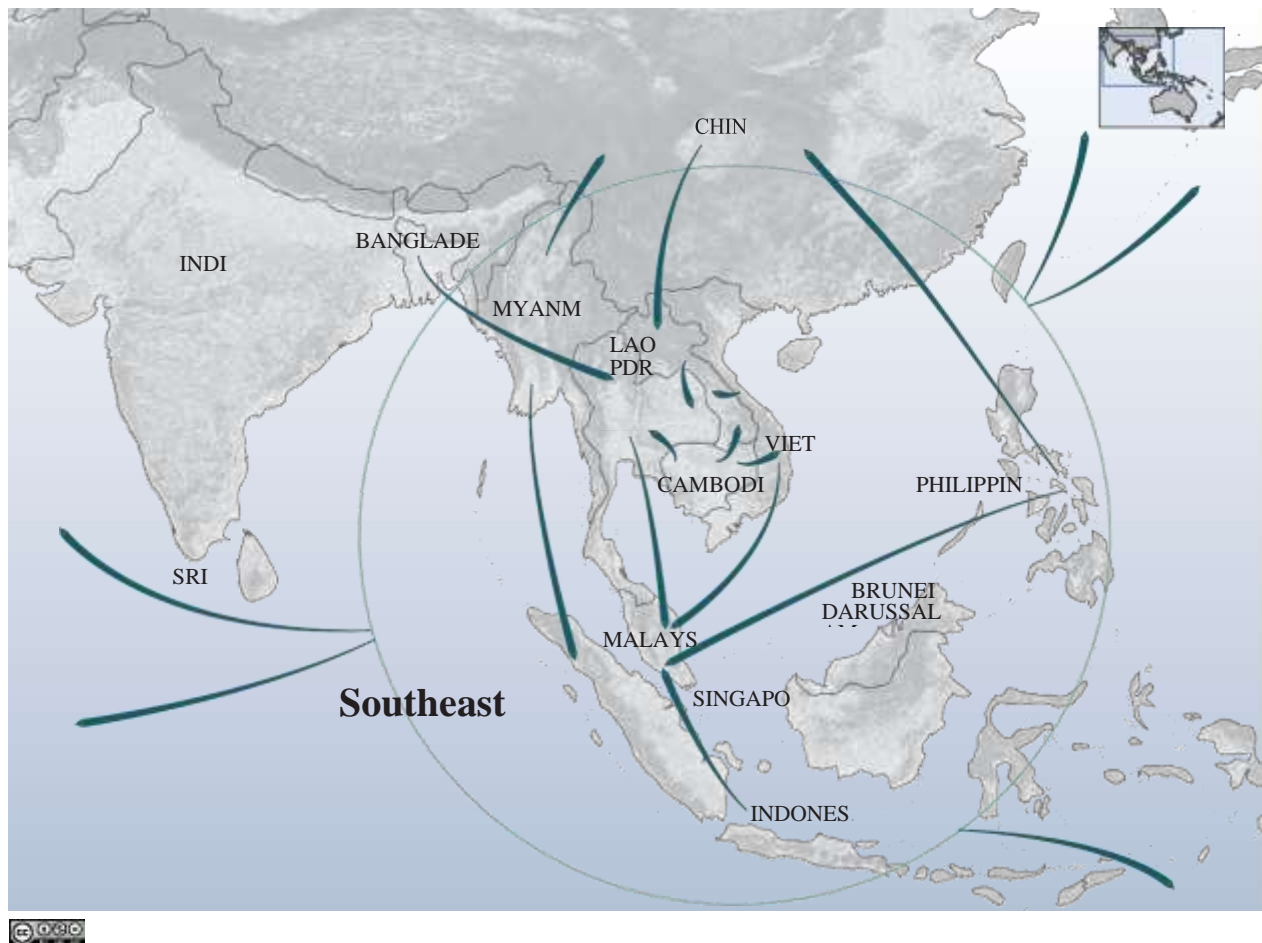 CHIN
BANGLADE
INDI
MYANM
LAO
PDR
VIET
CAMBODI
PHILIPPIN
SRI
BRUNEI
DARUSSAL
MALAYS
SINGAPO
Southeast
INDONES